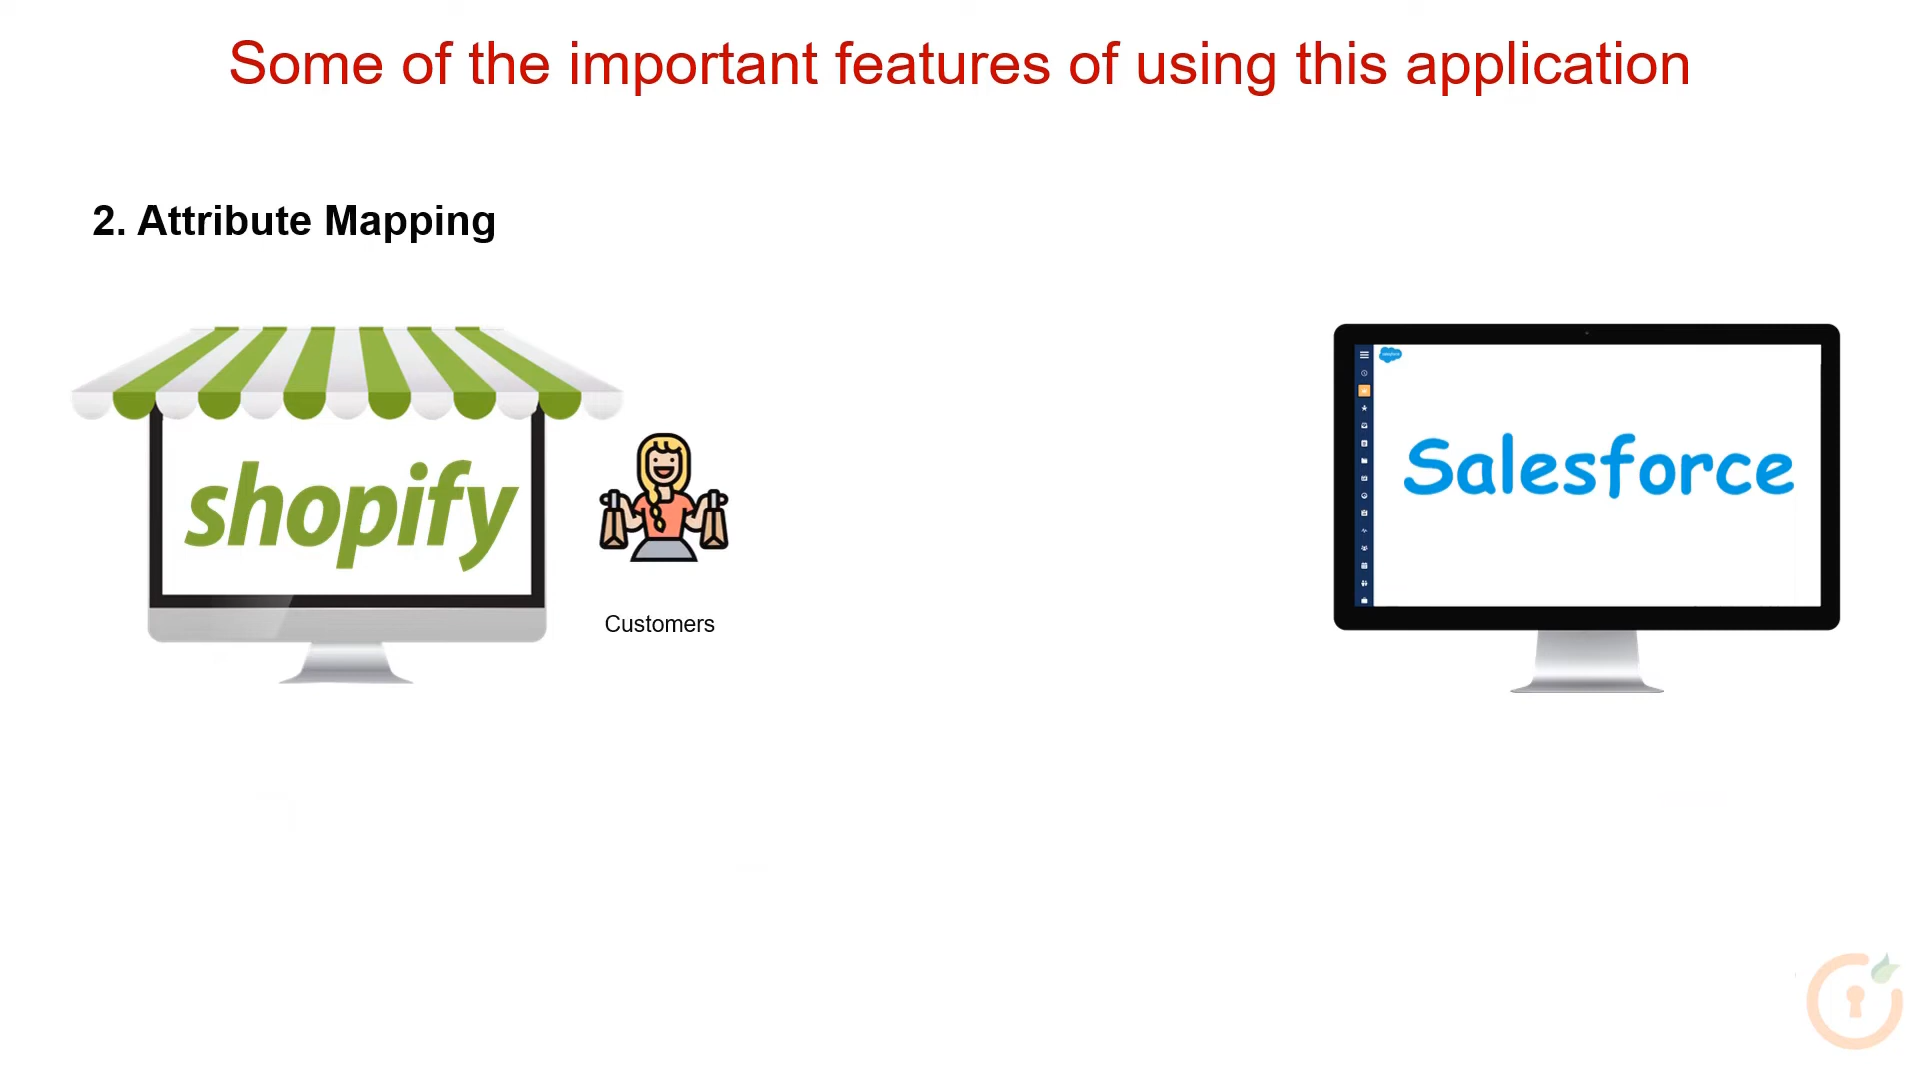 Some of the important features of using this application
2. Attribute Mapping
shopify
Customers
Salesforce